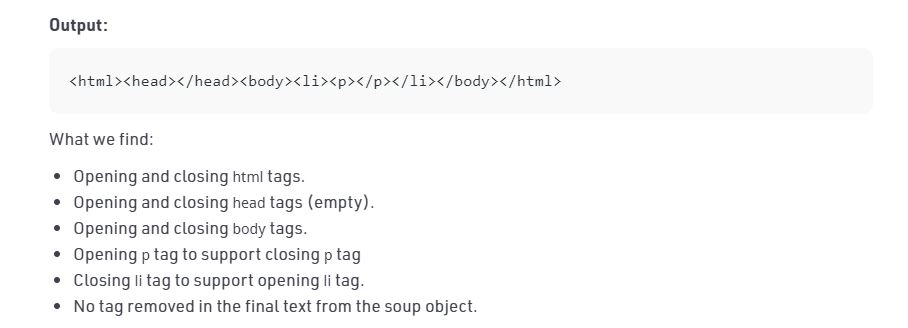 Output:
<html><head></head><body><li><p></p></li></body></html>
What we find:
• Opening and closing html tags.
• Opening and closing head tags (empty).
• Opening and closing body tags.
• Opening p tag to support closing p tag
• Closing li tag to support opening li tag.
• No tag removed in the final text from the soup object.